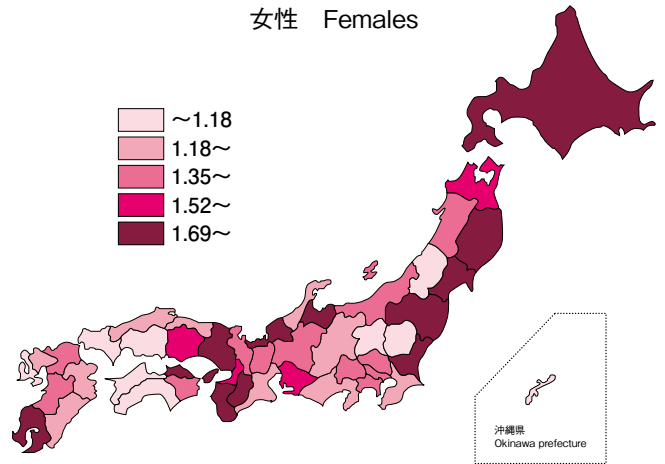 女性　Females
～1.18
1.18～
1.35～
1.52～
1.69～
沖縄県
Okinawa prefecture